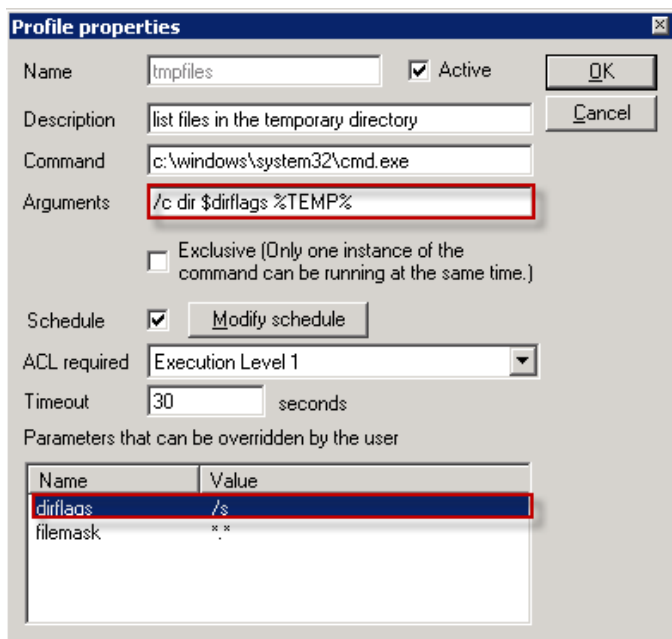 Profile properties
Name tmpfiles Active OK
Description list files in the temporary directory Cancel
Command c:\windows\system32\cmd.exe
Arguments /c dir $dirflags %TEMP%
Exclusive (Only one instance of the
command can be running at the same time.)
Schedule Modify schedule
ACL required Execution Level 1
Timeout 30 seconds
Parameters that can be overridden by the user
Name Value
dirflags /s
filemask *.*